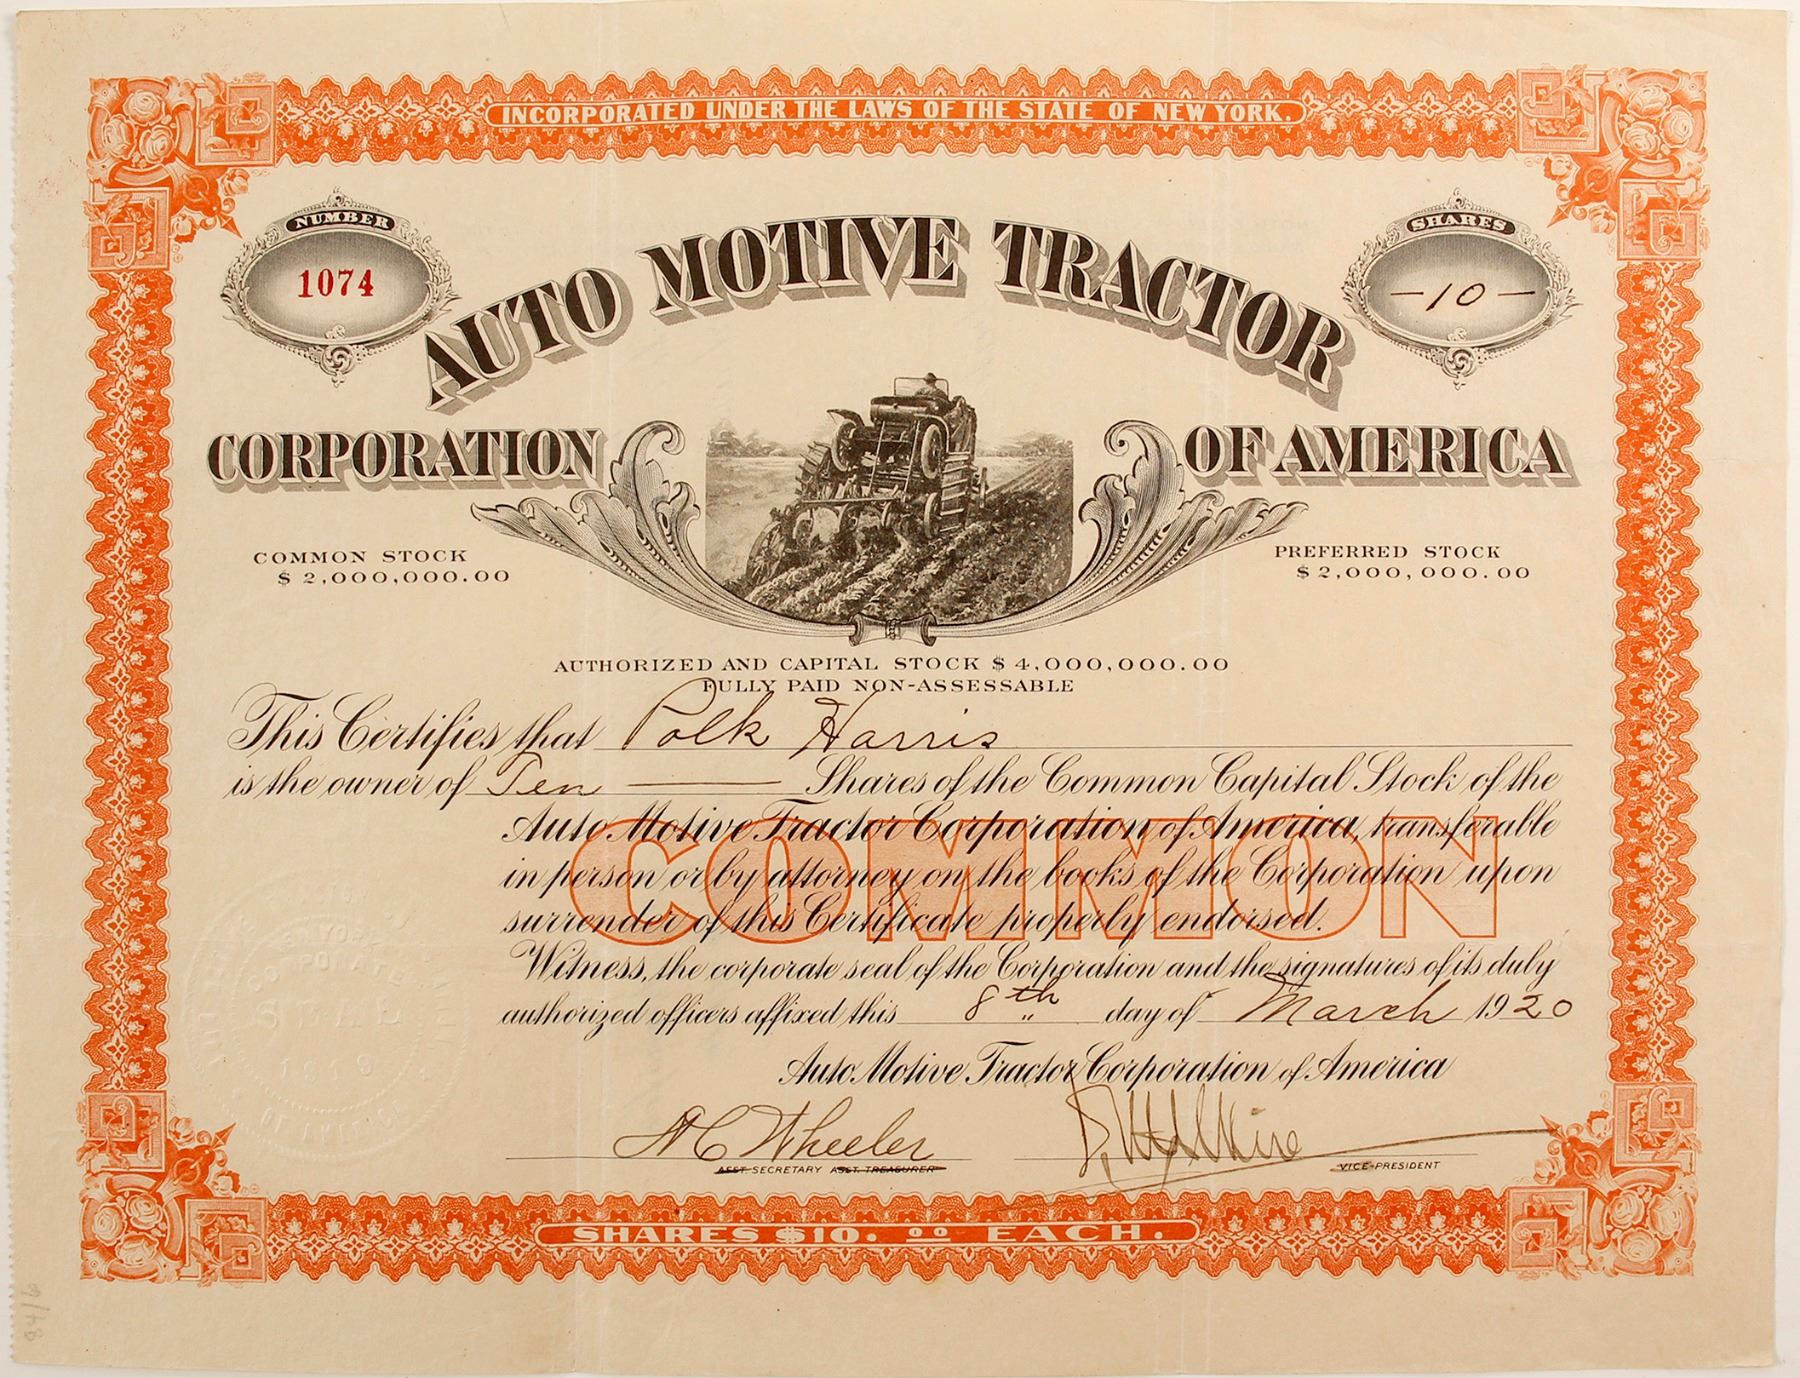 INCORPORATED UNDER THE LAWS OF THE STATE OF NEW YORK.
NUMBER
1074
SHARES
—10—
AUTO MOTIVE TRACTOR
CORPORATION OF AMERICA
COMMON STOCK
$2,000,000.00
PREFERRED STOCK
$2,000,000.00
AUTHORIZED AND CAPITAL STOCK $4,000,000.00
FULLY PAID NON-ASSESSABLE
This Certifies that Polk Harris
is the owner of Ten — Shares of the Common Capital Stock of the
Auto Motive Tractor Corporation of America, transferable
in person or by attorney on the books of the Corporation upon
surrender of this Certificate properly endorsed.
COMMON
Witness, the corporate seal of the Corporation and the signatures of its duly
authorized officers affixed this 8th day of March 1920
Auto Motive Tractor Corporation of America
SEAL
OF AMERICA
A C Wheeler
ASST. SECRETARY ASST. TREASURER
VICE-PRESIDENT
SHARES $10.00 EACH.